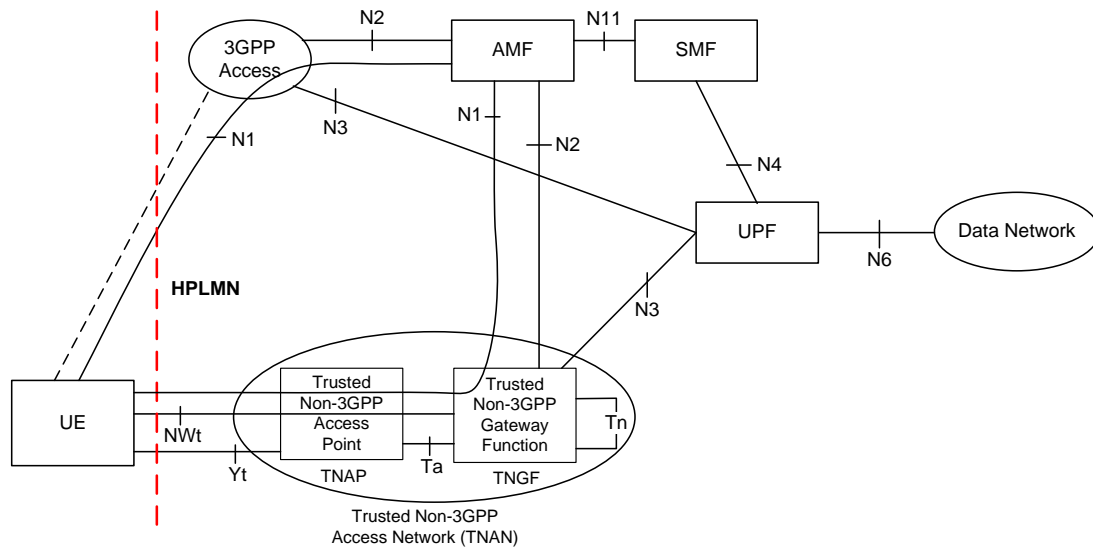 N2
N11
3GPP
Access
AMF
SMF
N1
N3
N1
N2
N4
UPF
Data Network
N6
HPLMN
N3
UE
NWt
Yt
Trusted
Non-3GPP
Access
Point
TNAP
Ta
Trusted
Non-3GPP
Gateway
Function
TNGF
Tn
Trusted Non-3GPP
Access Network (TNAN)